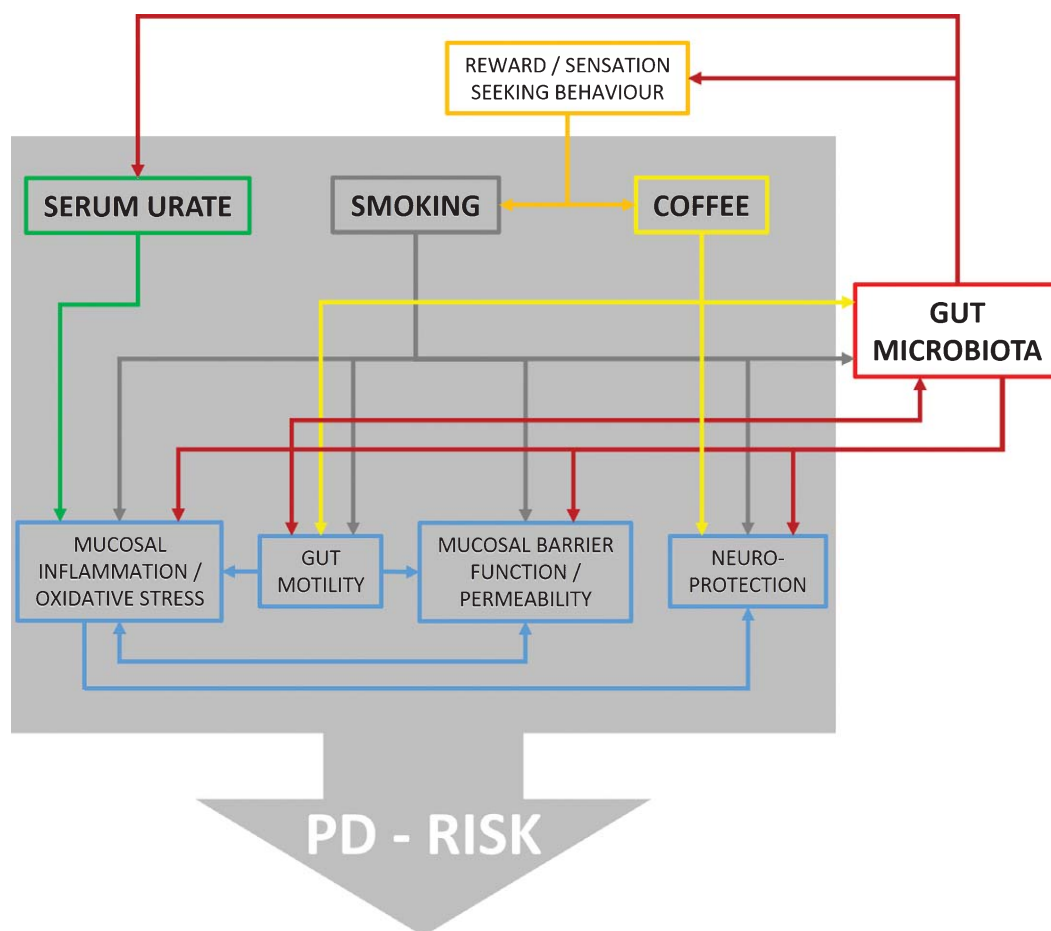 REWARD / SENSATION
SEEKING BEHAVIOUR
SERUM URATE
SMOKING
COFFEE
GUT
MICROBIOTA
MUCOSAL
INFLAMMATION /
OXIDATIVE STRESS
GUT
MOTILITY
MUCOSAL BARRIER
FUNCTION /
PERMEABILITY
NEURO-
PROTECTION
PD - RISK